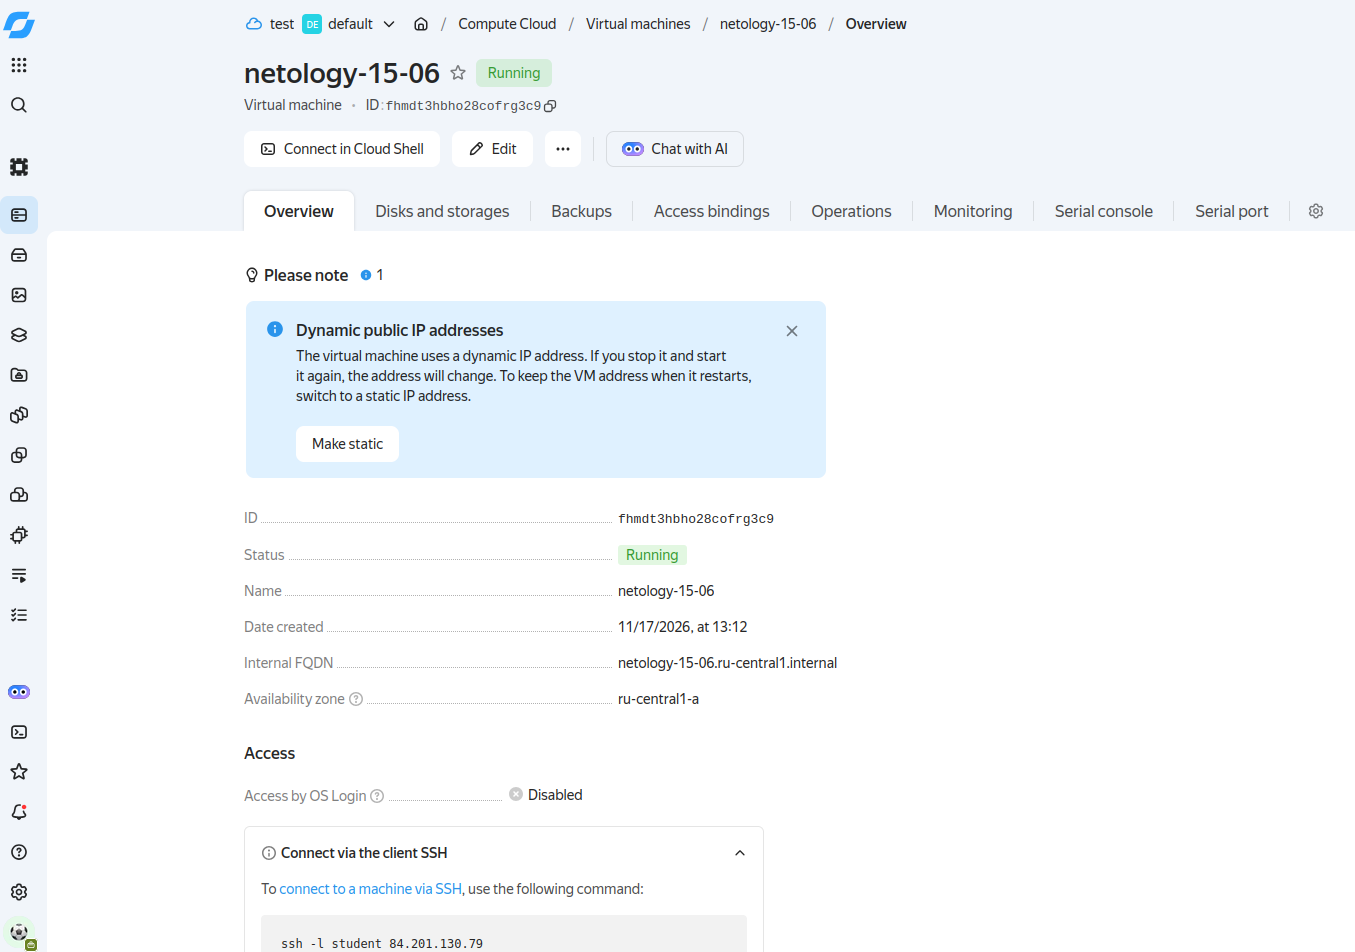 test DE default / Compute Cloud / Virtual machines / netology-15-06 / Overview
netology-15-06 Running
Virtual machine • ID: fhmdt3hbho28cofrg3c9
Connect in Cloud Shell Edit ••• Chat with AI
Overview Disks and storages Backups Access bindings Operations Monitoring Serial console Serial port
Please note 1
Dynamic public IP addresses
The virtual machine uses a dynamic IP address. If you stop it and start
it again, the address will change. To keep the VM address when it restarts,
switch to a static IP address.
Make static
ID fhmdt3hbho28cofrg3c9
Status Running
Name netology-15-06
Date created 11/17/2026, at 13:12
Internal FQDN netology-15-06.ru-central1.internal
Availability zone ru-central1-a
Access
Access by OS Login Disabled
Connect via the client SSH
To connect to a machine via SSH, use the following command:
ssh -l student 84.201.130.79